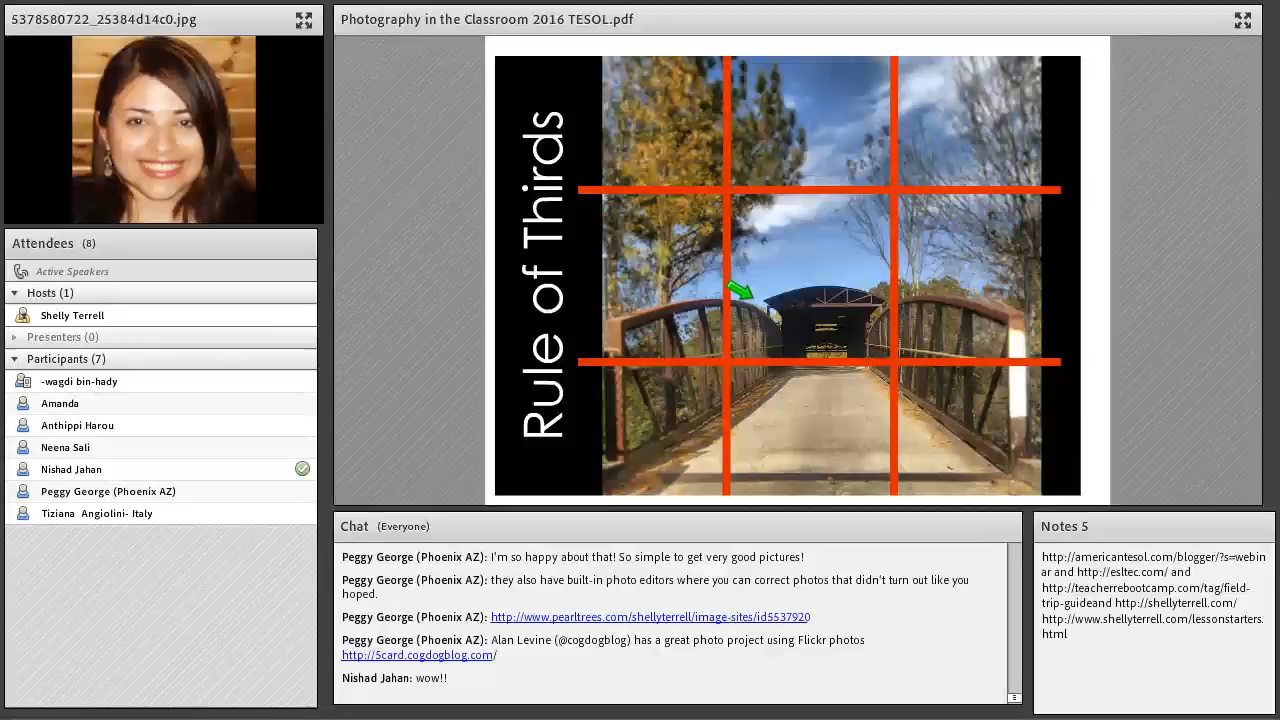 5378580722_25384d14c0.jpg
Attendees (8)
Active Speakers
Hosts (1)
Shelly Terrell
Presenters (0)
Participants (7)
-wagdi bin-hady
Amanda
Anthippi Harou
Neena Sali
Nishad Jahan
Peggy George (Phoenix AZ)
Tiziana Angiolini- Italy
Photography in the Classroom 2016 TESOL.pdf
Rule of Thirds
Chat (Everyone)
Peggy George (Phoenix AZ): I'm so happy about that! So simple to get very good pictures!
Peggy George (Phoenix AZ): they also have built-in photo editors where you can correct photos that didn't turn out like you
hoped.
Peggy George (Phoenix AZ): http://www.pearltrees.com/shellyterrell/image-sites/id5537920
Peggy George (Phoenix AZ): Alan Levine (@cogdogblog) has a great photo project using Flickr photos
http://5card.cogdogblog.com/
Nishad Jahan: wow!!
Notes 5
http://americantesol.com/blogger/?s=webin
ar and http://esltec.com/ and
http://teacherrebootcamp.com/tag/field-
trip-guideand http://shellyterrell.com/
http://www.shellyterrell.com/lessonstarters.
html